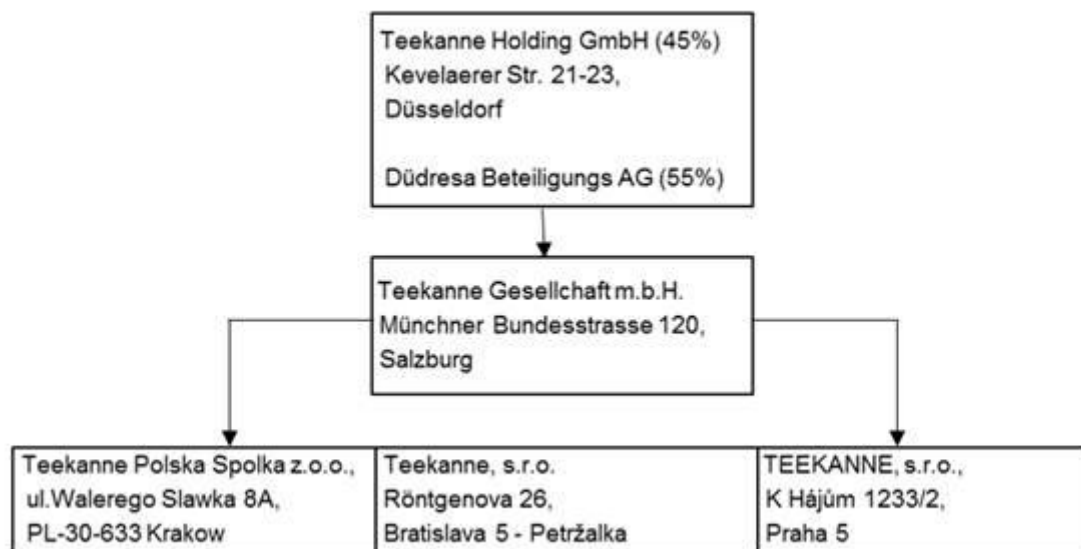 Teekanne Holding GmbH (45%)
Kevelaerer Str. 21-23,
Düsseldorf
Düdresa Beteiligungs AG (55%)
Teekanne Gesellchaft m.b.H.
Münchner Bundesstrasse 120,
Salzburg
Teekanne Polska Spolka z.o.o.,
ul.Walerego Slawka 8A,
PL-30-633 Krakow
Teekanne, s.r.o.
Röntgenova 26,
Bratislava 5 - Petržalka
TEEKANNE, s.r.o.,
K Hájům 1233/2,
Praha 5